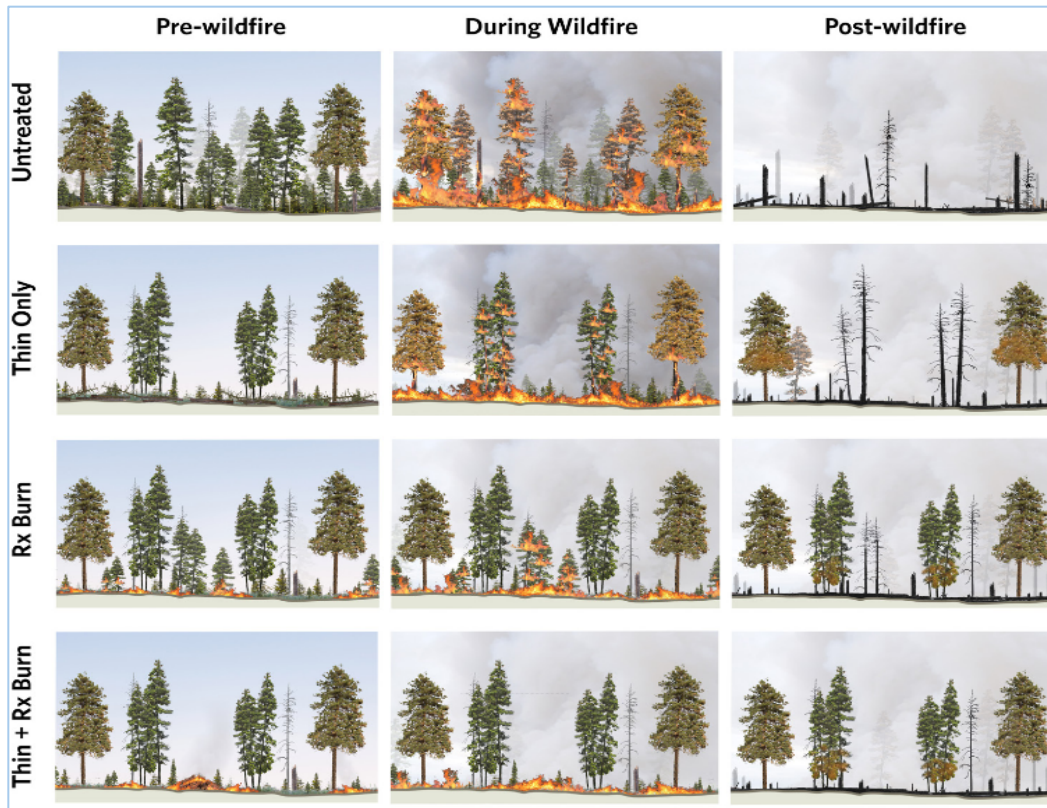 Pre-wildfire
During Wildfire
Post-wildfire
Untreated
Thin Only
Rx Burn
Thin + Rx Burn